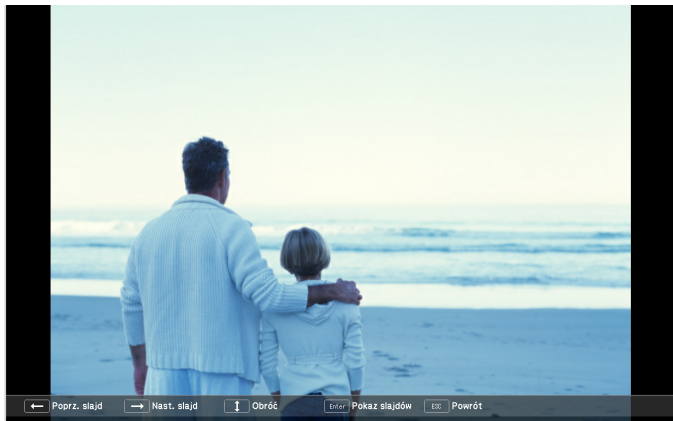 ← Poprz. slajd → Nast. slajd ↕ Obróć Enter Pokaz slajdów ESC Powrót